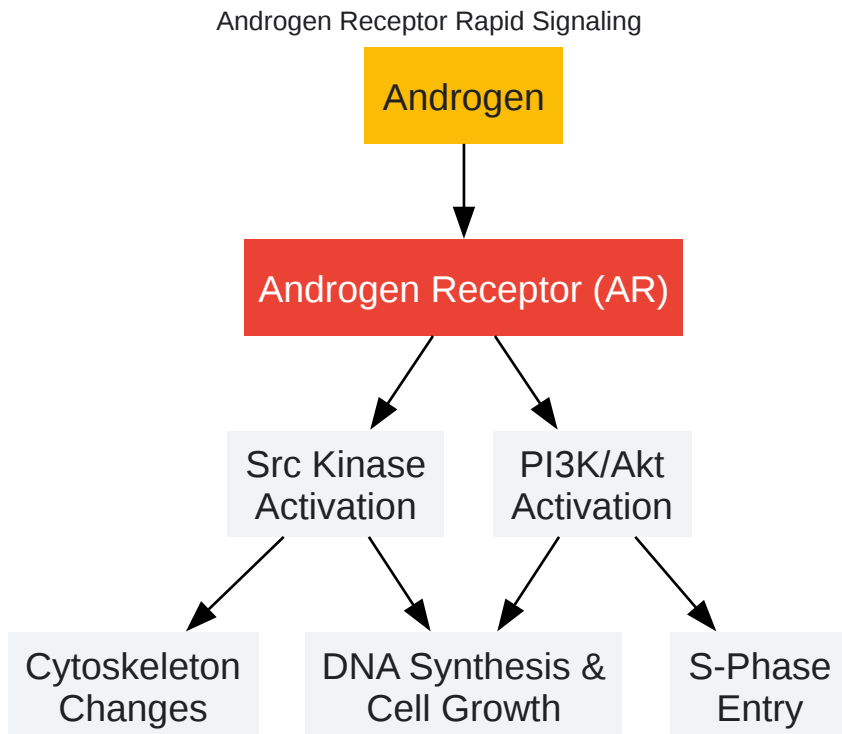 Androgen Receptor Rapid Signaling
Androgen
Androgen Receptor (AR)
Src Kinase
Activation
PI3K/Akt
Activation
Cytoskeleton
Changes
DNA Synthesis &
Cell Growth
S-Phase
Entry